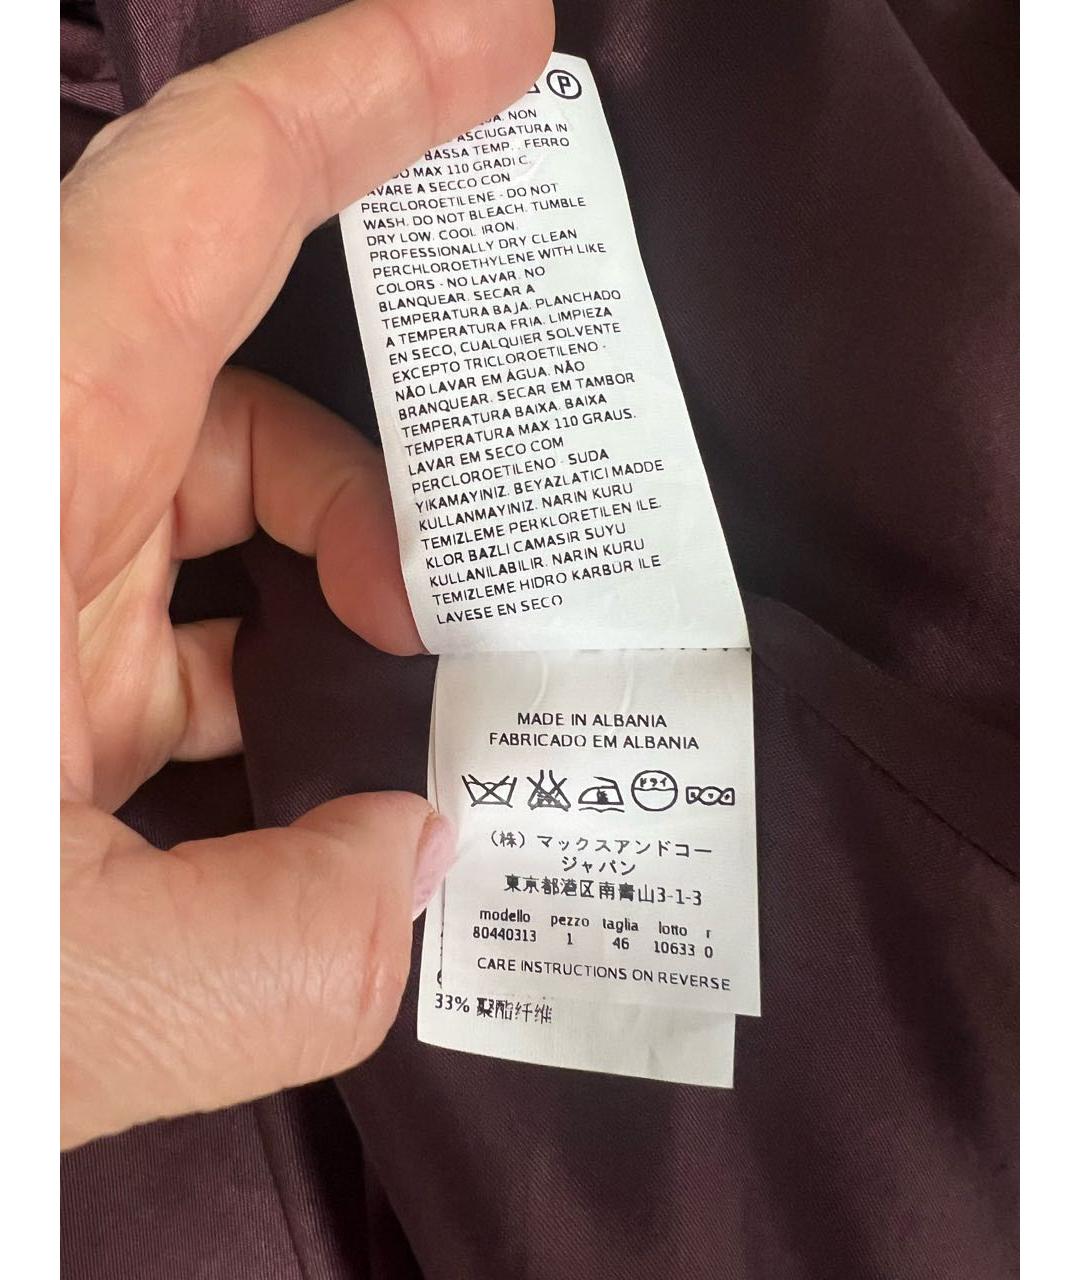 P
NON
ASCIUGATURA IN
BASSA TEMP. . FERRO
MAX 110 GRADI C.
AVARE A SECCO CON
PERCLOROETILENE - DO NOT
WASH. DO NOT BLEACH. TUMBLE
DRY LOW. COOL IRON.
PROFESSIONALLY DRY CLEAN
PERCHLOROETHYLENE WITH LIKE
COLORS - NO LAVAR. NO
BLANQUEAR. SECAR A
TEMPERATURA BAJA. PLANCHADO
A TEMPERATURA FRIA. LIMPIEZA
EN SECO, CUALQUIER SOLVENTE
EXCEPTO TRICLOROETILENO -
NÃO LAVAR EM ÁGUA. NÃO
BRANQUEAR. SECAR EM TAMBOR
TEMPERATURA BAIXA. BAIXA
TEMPERATURA MAX 110 GRAUS.
LAVAR EM SECO COM
PERCLOROETILENO - SUDA
YIKAMAYINIZ. BEYAZLATICI MADDE
KULLANMAYINIZ. NARIN KURU
TEMIZLEME PERKLORETILEN ILE.
KLOR BAZLI CAMASIR SUYU
KULLANILABILIR. NARIN KURU
TEMIZLEME HIDRO KARBÜR ILE
LAVESE EN SECO
MADE IN ALBANIA
FABRICADO EM ALBANIA
ドライ
（株）マックスアンドコー
ジャパン
東京都港区南青山3-1-3
modello pezzo taglia lotto r
80440313 1 46 10633 0
CARE INSTRUCTIONS ON REVERSE
33% 聚酯纤维